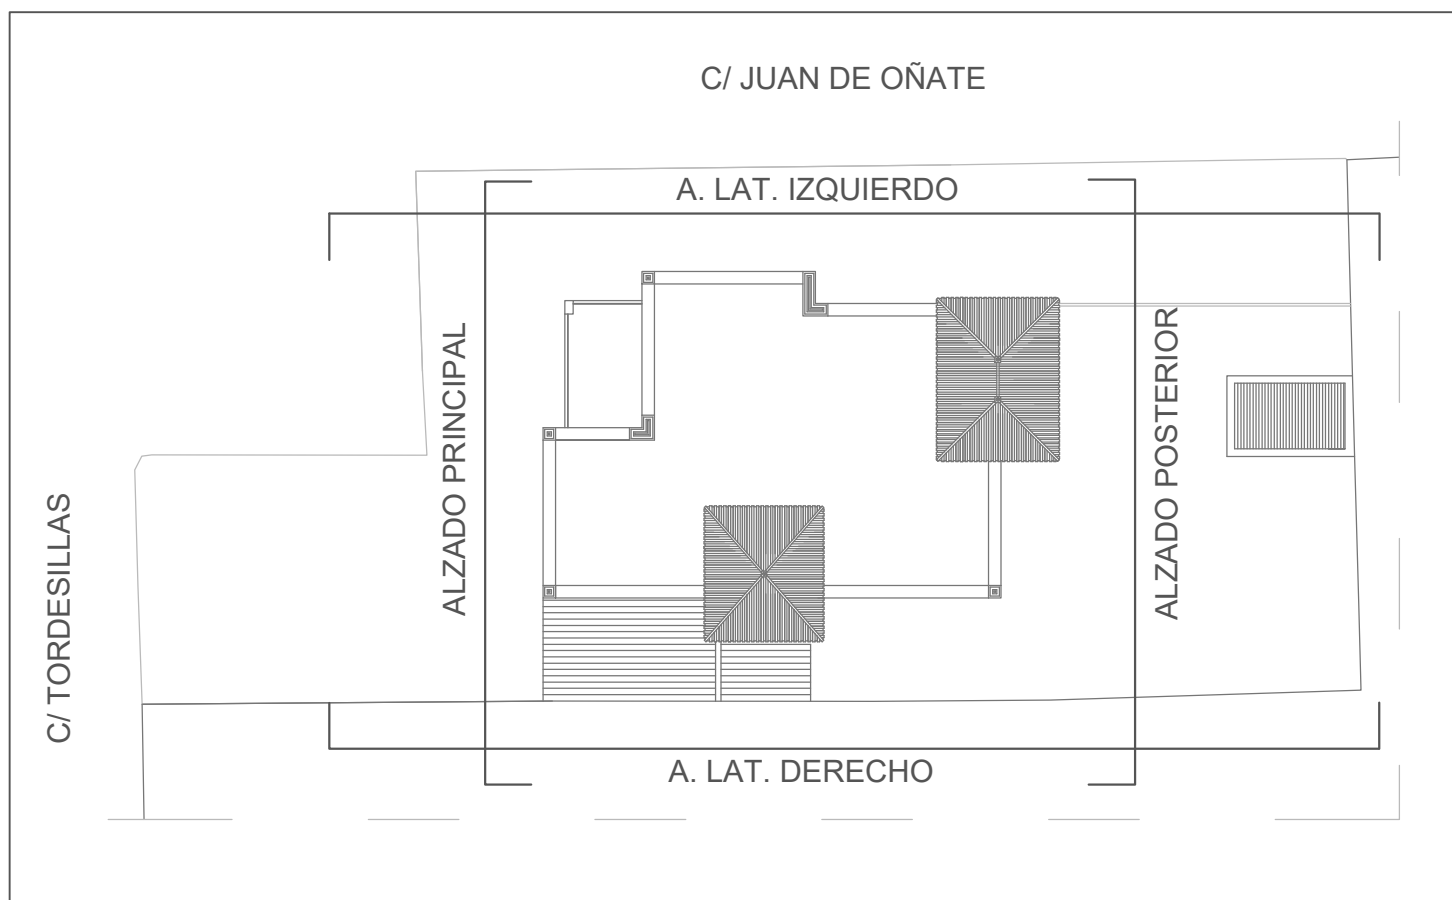 C/ JUAN DE OÑATE
A. LAT. IZQUIERDO
ALZADO PRINCIPAL
ALZADO POSTERIOR
C/ TORDESILLAS
A. LAT. DERECHO